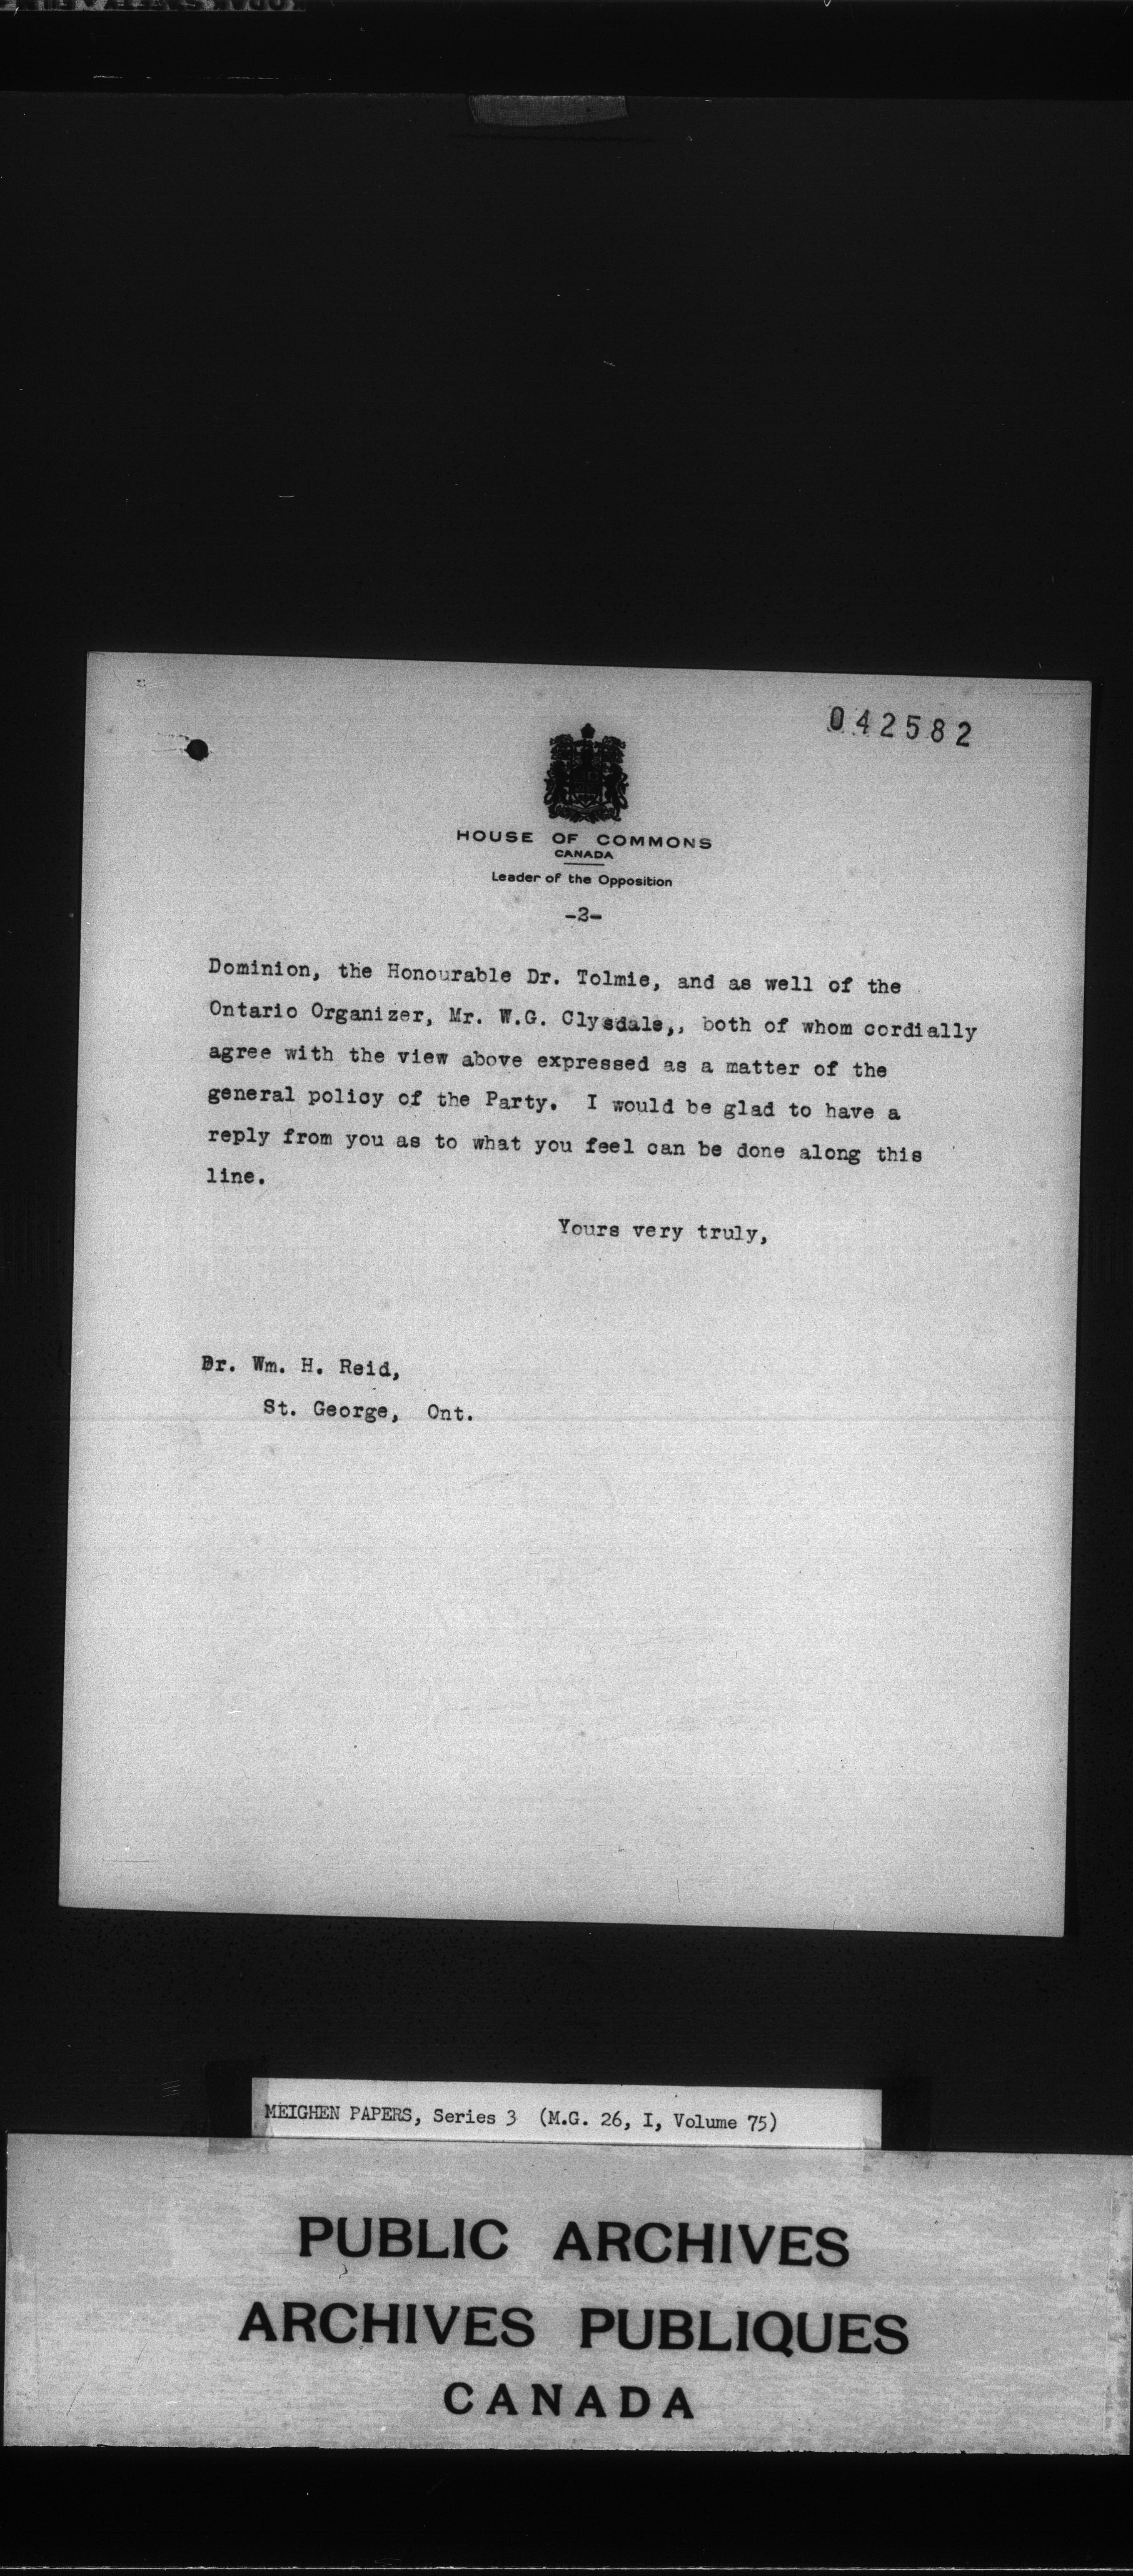 042582
HOUSE OF COMMONS
CANADA
Leader of the Opposition
-3-
Dominion, the Honourable Dr. Tolmie, and as well of the
Ontario Organizer, Mr. W.G. Clysdale,, both of whom cordially
agree with the view above expressed as a matter of the
general policy of the Party. I would be glad to have a
reply from you as to what you feel can be done along this
line.
Yours very truly,
Dr. Wm. H. Reid,
St. George, Ont.
MEIGHEN PAPERS, Series 3 (M.G. 26, I, Volume 75)
PUBLIC ARCHIVES
ARCHIVES PUBLIQUES
CANADA